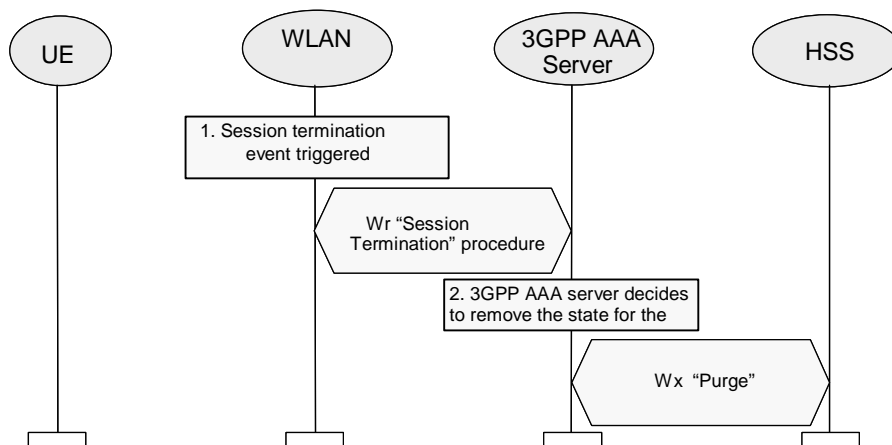 UE
WLAN
3GPP AAA
Server
HSS
1. Session termination
event triggered
Wr “Session
Termination” procedure
2. 3GPP AAA server decides
to remove the state for the
Wx “Purge”